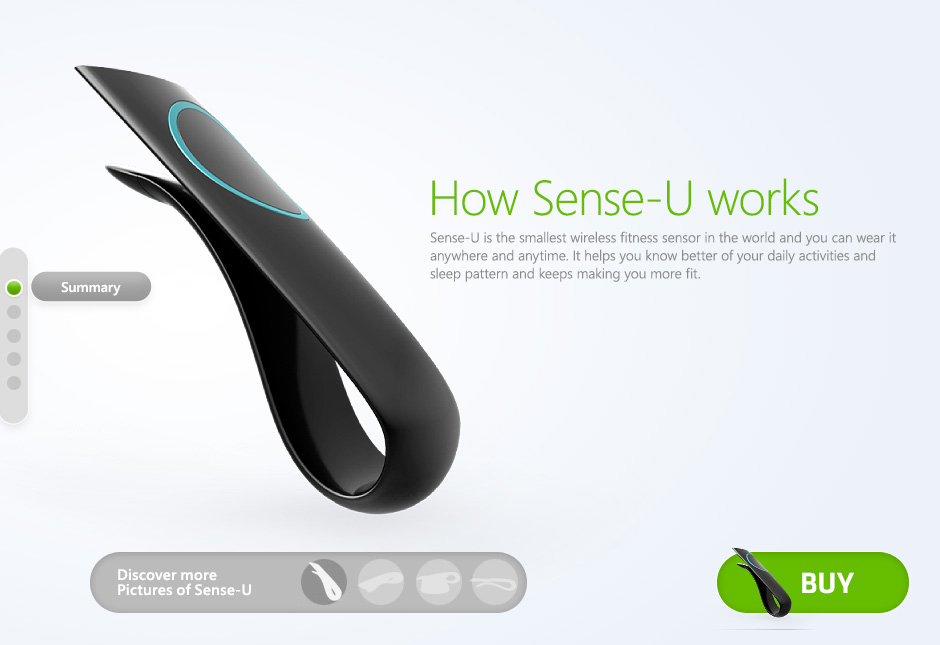 How Sense-U works
Sense-U is the smallest wireless fitness sensor in the world and you can wear it
anywhere and anytime. It helps you know better of your daily activities and
sleep pattern and keeps making you more fit.
Summary
Discover more
Pictures of Sense-U
BUY